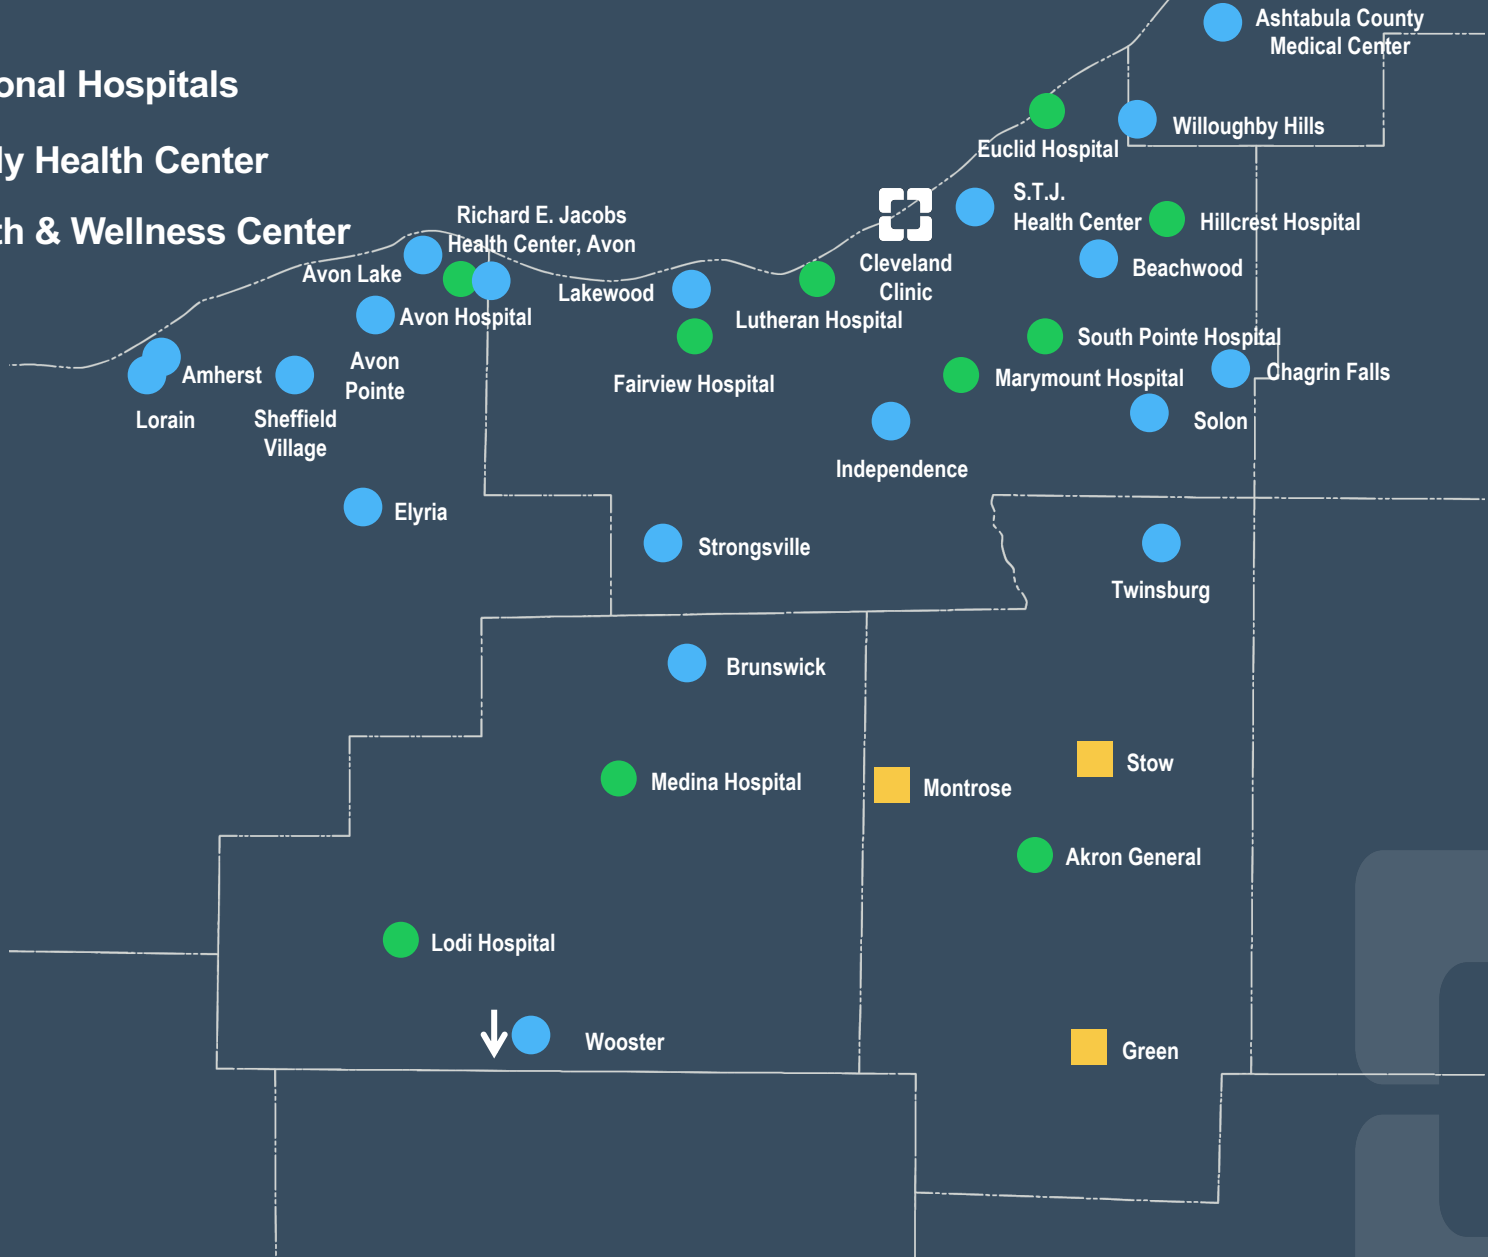 Ashtabula County
Medical Center
onal Hospitals
Willoughby Hills
Euclid Hospital
ly Health Center
S.T.J.
Health Center
Hillcrest Hospital
Richard E. Jacobs
Health Center, Avon
th & Wellness Center
Cleveland
Clinic
Beachwood
Avon Lake
Lakewood
Avon Hospital
Lutheran Hospital
South Pointe Hospital
Avon
Pointe
Amherst
Fairview Hospital
Marymount Hospital
Chagrin Falls
Lorain
Sheffield
Village
Solon
Independence
Elyria
Strongsville
Twinsburg
Brunswick
Medina Hospital
Montrose
Stow
Akron General
Lodi Hospital
Wooster
Green